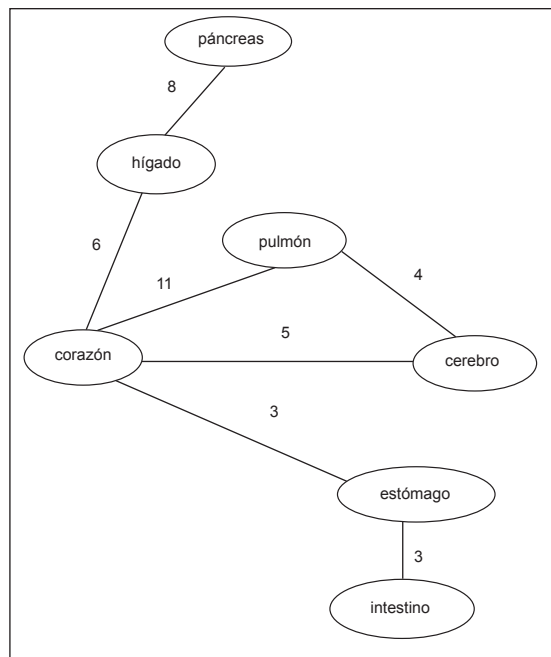 páncreas
8
hígado
6
pulmón
11
4
corazón
5
cerebro
3
estómago
3
intestino